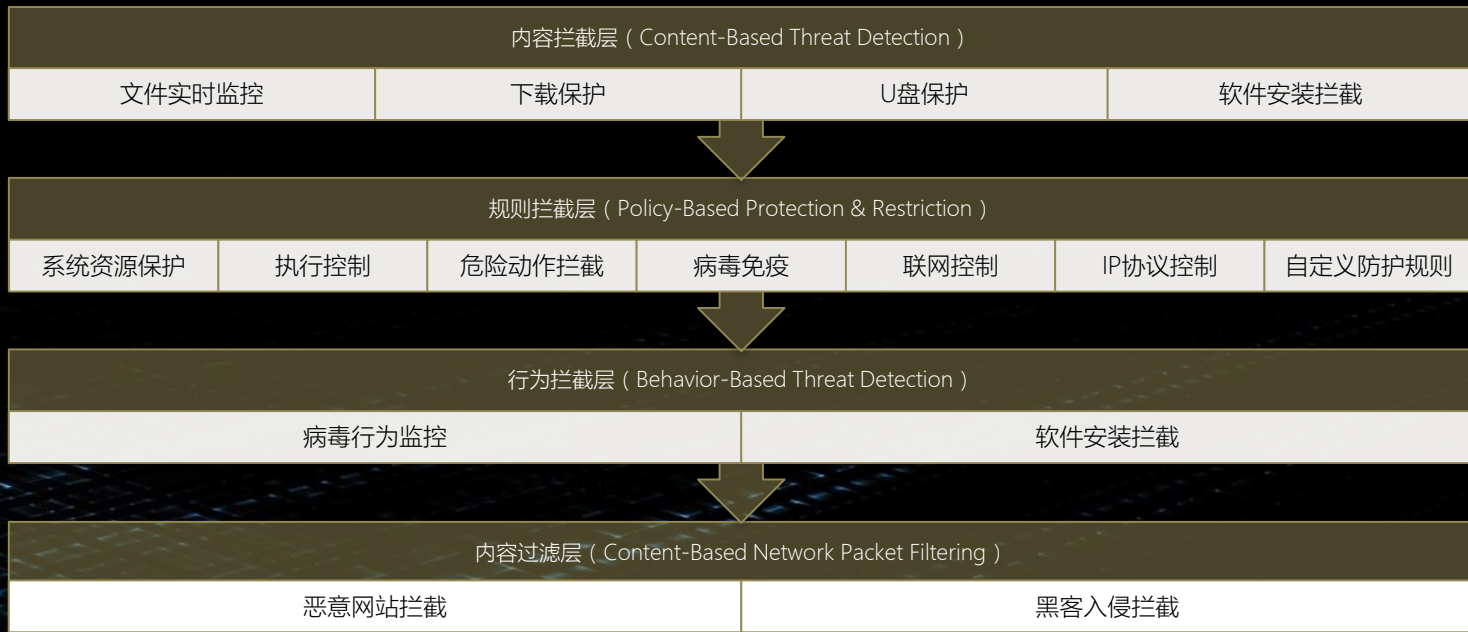 内容拦截层（Content-Based Threat Detection）
文件实时监控 下载保护 U盘保护 软件安装拦截
规则拦截层（Policy-Based Protection & Restriction）
系统资源保护 执行控制 危险动作拦截 病毒免疫 联网控制 IP协议控制 自定义防护规则
行为拦截层（Behavior-Based Threat Detection）
病毒行为监控 软件安装拦截
内容过滤层（Content-Based Network Packet Filtering）
恶意网站拦截 黑客入侵拦截